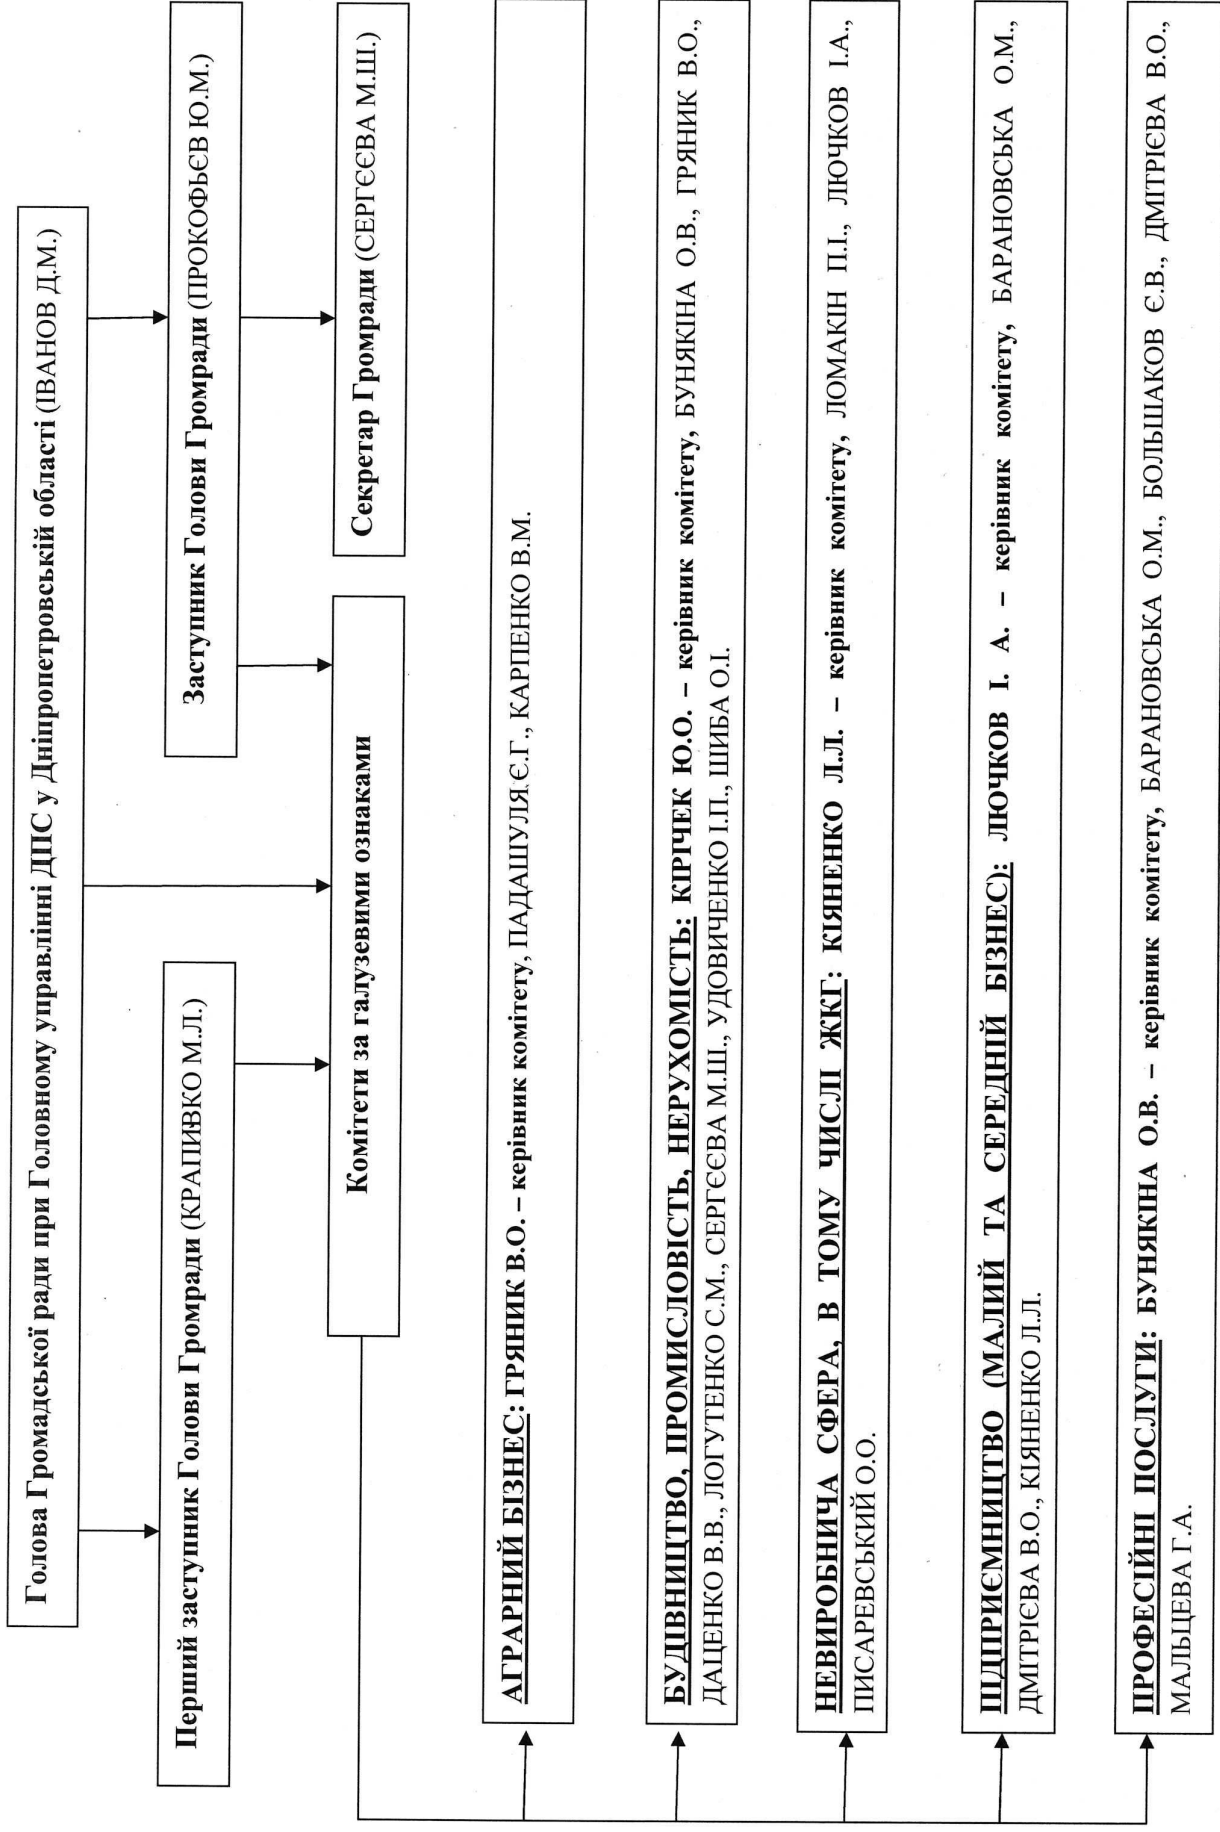 Голова Громадської ради при Головному управлінні ДПС у Дніпропетровській області (ІВАНОВ Д.М.)
Перший заступник Голови Громради (КРАПИВКО М.Л.)
Заступник Голови Громради (ПРОКОФЬЄВ Ю.М.)
Комітети за галузевими ознаками
Секретар Громради (СЕРГЄЄВА М.Ш.)
АГРАРНИЙ БІЗНЕС: ГРЯНИК В.О. – керівник комітету, ПАДАШУЛЯ Є.Г., КАРПЕНКО В.М.
БУДІВНИЦТВО, ПРОМИСЛОВІСТЬ, НЕРУХОМІСТЬ: КІРІЧЕК Ю.О. – керівник комітету, БУНЯКІНА О.В., ГРЯНИК В.О.,
ДАЦЕНКО В.В., ЛОГУТЕНКО С.М., СЕРГЄЄВА М.Ш., УДОВИЧЕНКО І.П., ШИБА О.І.
НЕВИРОБНИЧА СФЕРА, В ТОМУ ЧИСЛІ ЖКГ: КІЯНЕНКО Л.Л. – керівник комітету, ЛОМАКІН П.І., ЛЮЧКОВ І.А.,
ПИСАРЕВСЬКИЙ О.О.
ПІДПРИЄМНИЦТВО (МАЛИЙ ТА СЕРЕДНІЙ БІЗНЕС): ЛЮЧКОВ І. А. – керівник комітету, БАРАНОВСЬКА О.М.,
ДМІТРІЄВА В.О., КІЯНЕНКО Л.Л.
ПРОФЕСІЙНІ ПОСЛУГИ: БУНЯКІНА О.В. – керівник комітету, БАРАНОВСЬКА О.М., БОЛЬШАКОВ Є.В., ДМІТРІЄВА В.О.,
МАЛЬЦЕВА Г.А.